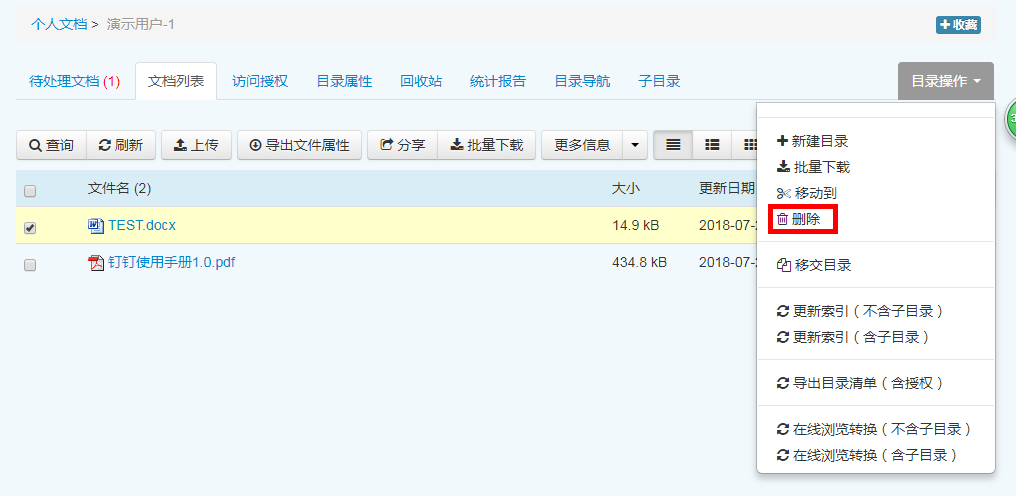 个人文档 > 演示用户-1
收藏
待处理文档 (1) 文档列表 访问授权 目录属性 回收站 统计报告 目录导航 子目录 目录操作
查询 刷新 上传 导出文件属性 分享 批量下载 更多信息
文件名 (2) 大小 更新日期
TEST.docx 14.9 kB 2018-07-
钉钉使用手册1.0.pdf 434.8 kB 2018-07-
新建目录
批量下载
移动到
删除
移交目录
更新索引（不含子目录）
更新索引（含子目录）
导出目录清单（含授权）
在线浏览转换（不含子目录）
在线浏览转换（含子目录）